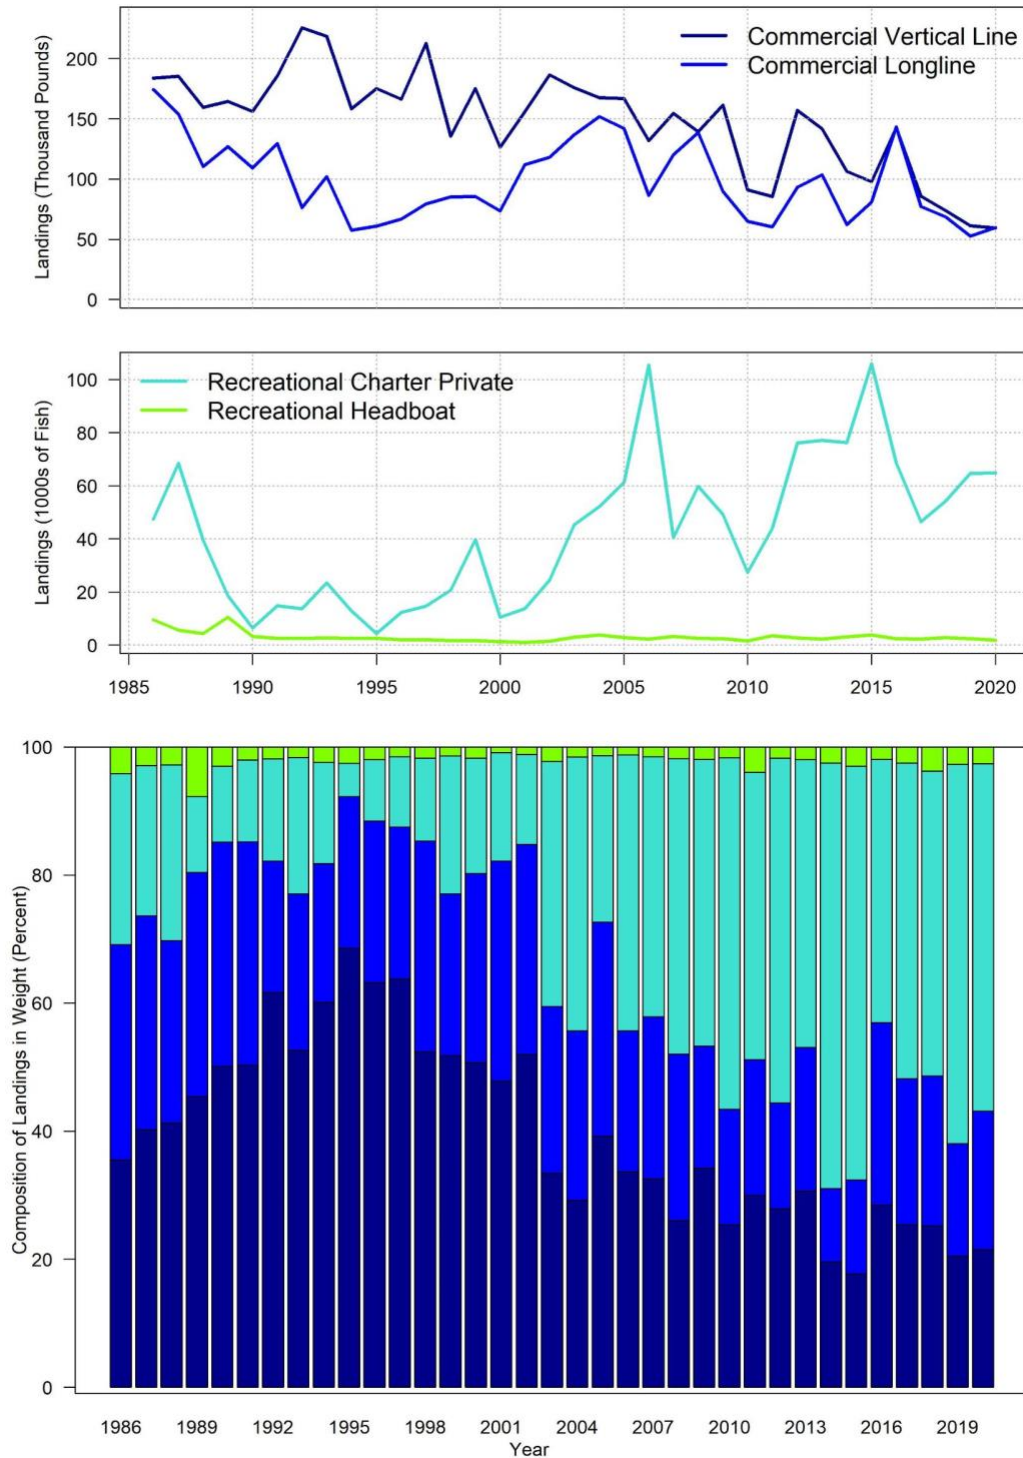 Landings (Thousand Pounds)
200
150
100
50
0
Commercial Vertical Line
Commercial Longline
Landings (1000s of Fish)
100
80
60
40
20
0
Recreational Charter Private
Recreational Headboat
1985 1990 1995 2000 2005 2010 2015 2020
Composition of Landings in Weight (Percent)
100
80
60
40
20
0
1986 1989 1992 1995 1998 2001 2004 2007 2010 2013 2016 2019
Year